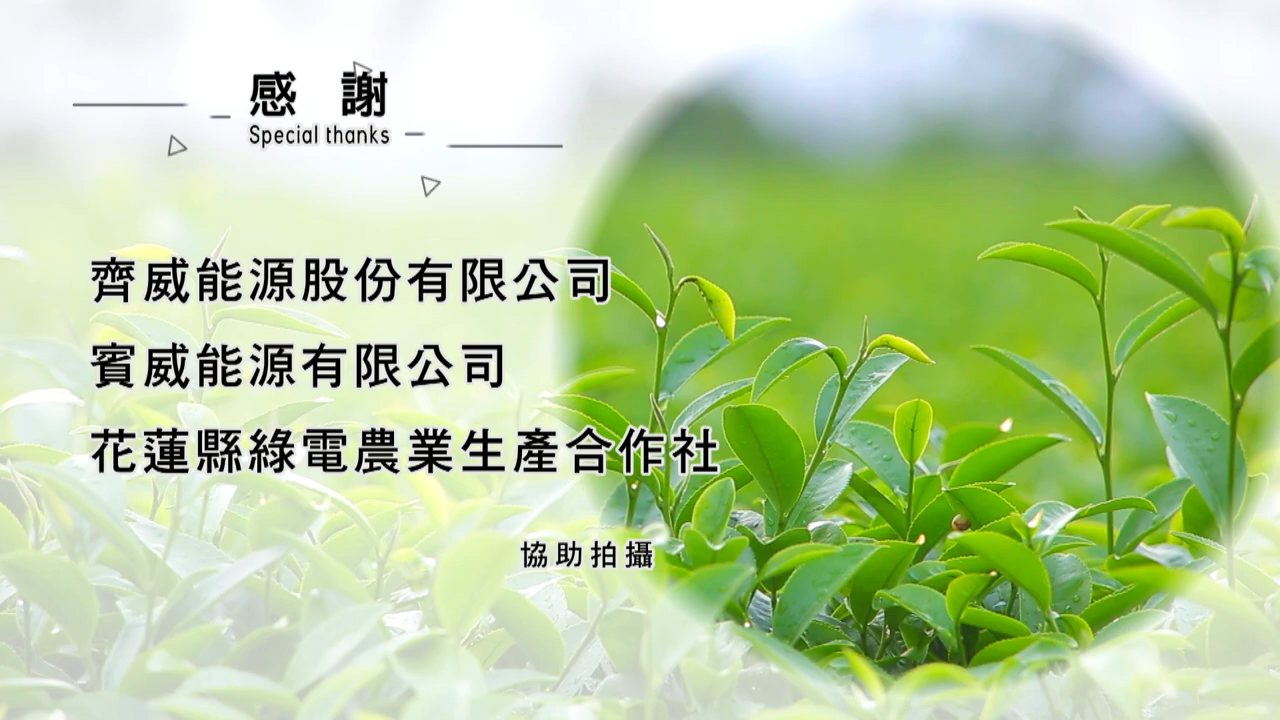 感 謝
Special thanks
齊威能源股份有限公司
賓威能源有限公司
花蓮縣綠電農業生產合作社
協助拍攝